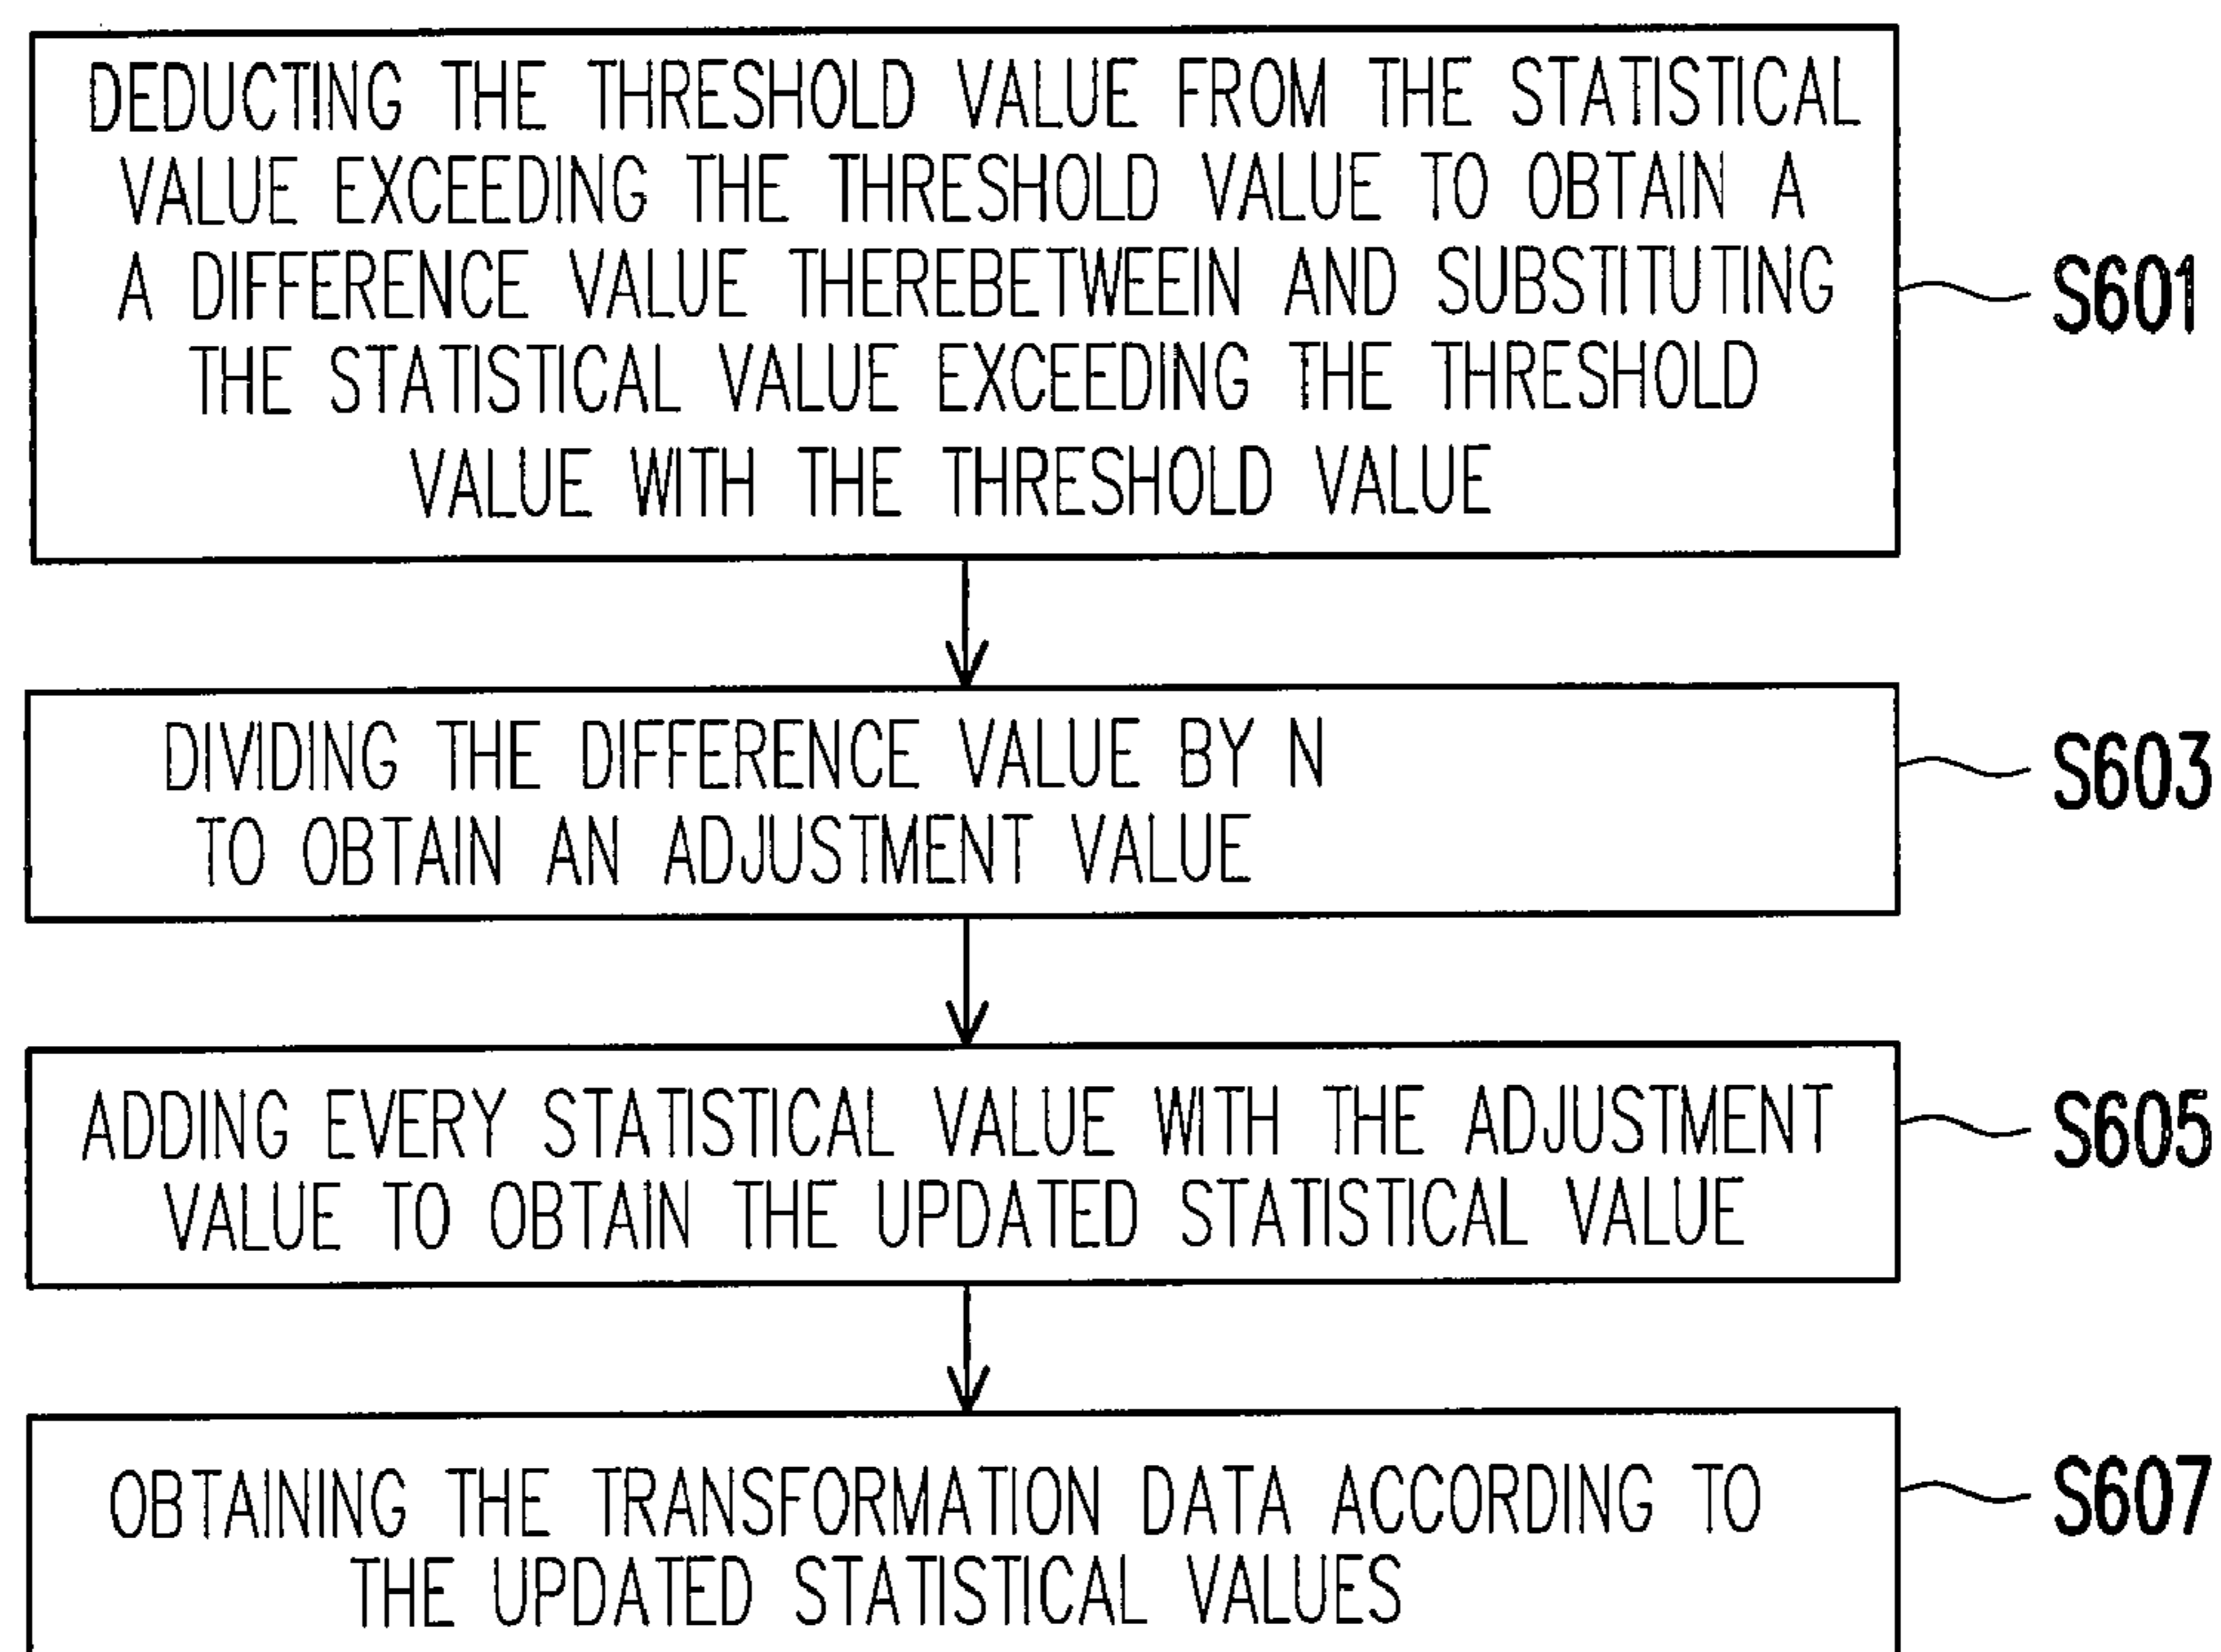 DEDUCTING THE THRESHOLD VALUE FROM THE STATISTICAL
VALUE EXCEEDING THE THRESHOLD VALUE TO OBTAIN A
A DIFFERENCE VALUE THEREBETWEEIN AND SUBSTITUTING
THE STATISTICAL VALUE EXCEEDING THE THRESHOLD
VALUE WITH THE THRESHOLD VALUE
S601
DIVIDING THE DIFFERENCE VALUE BY N
TO OBTAIN AN ADJUSTMENT VALUE
S603
ADDING EVERY STATISTICAL VALUE WITH THE ADJUSTMENT
VALUE TO OBTAIN THE UPDATED STATISTICAL VALUE
S605
OBTAINING THE TRANSFORMATION DATA ACCORDING TO
THE UPDATED STATISTICAL VALUES
S607